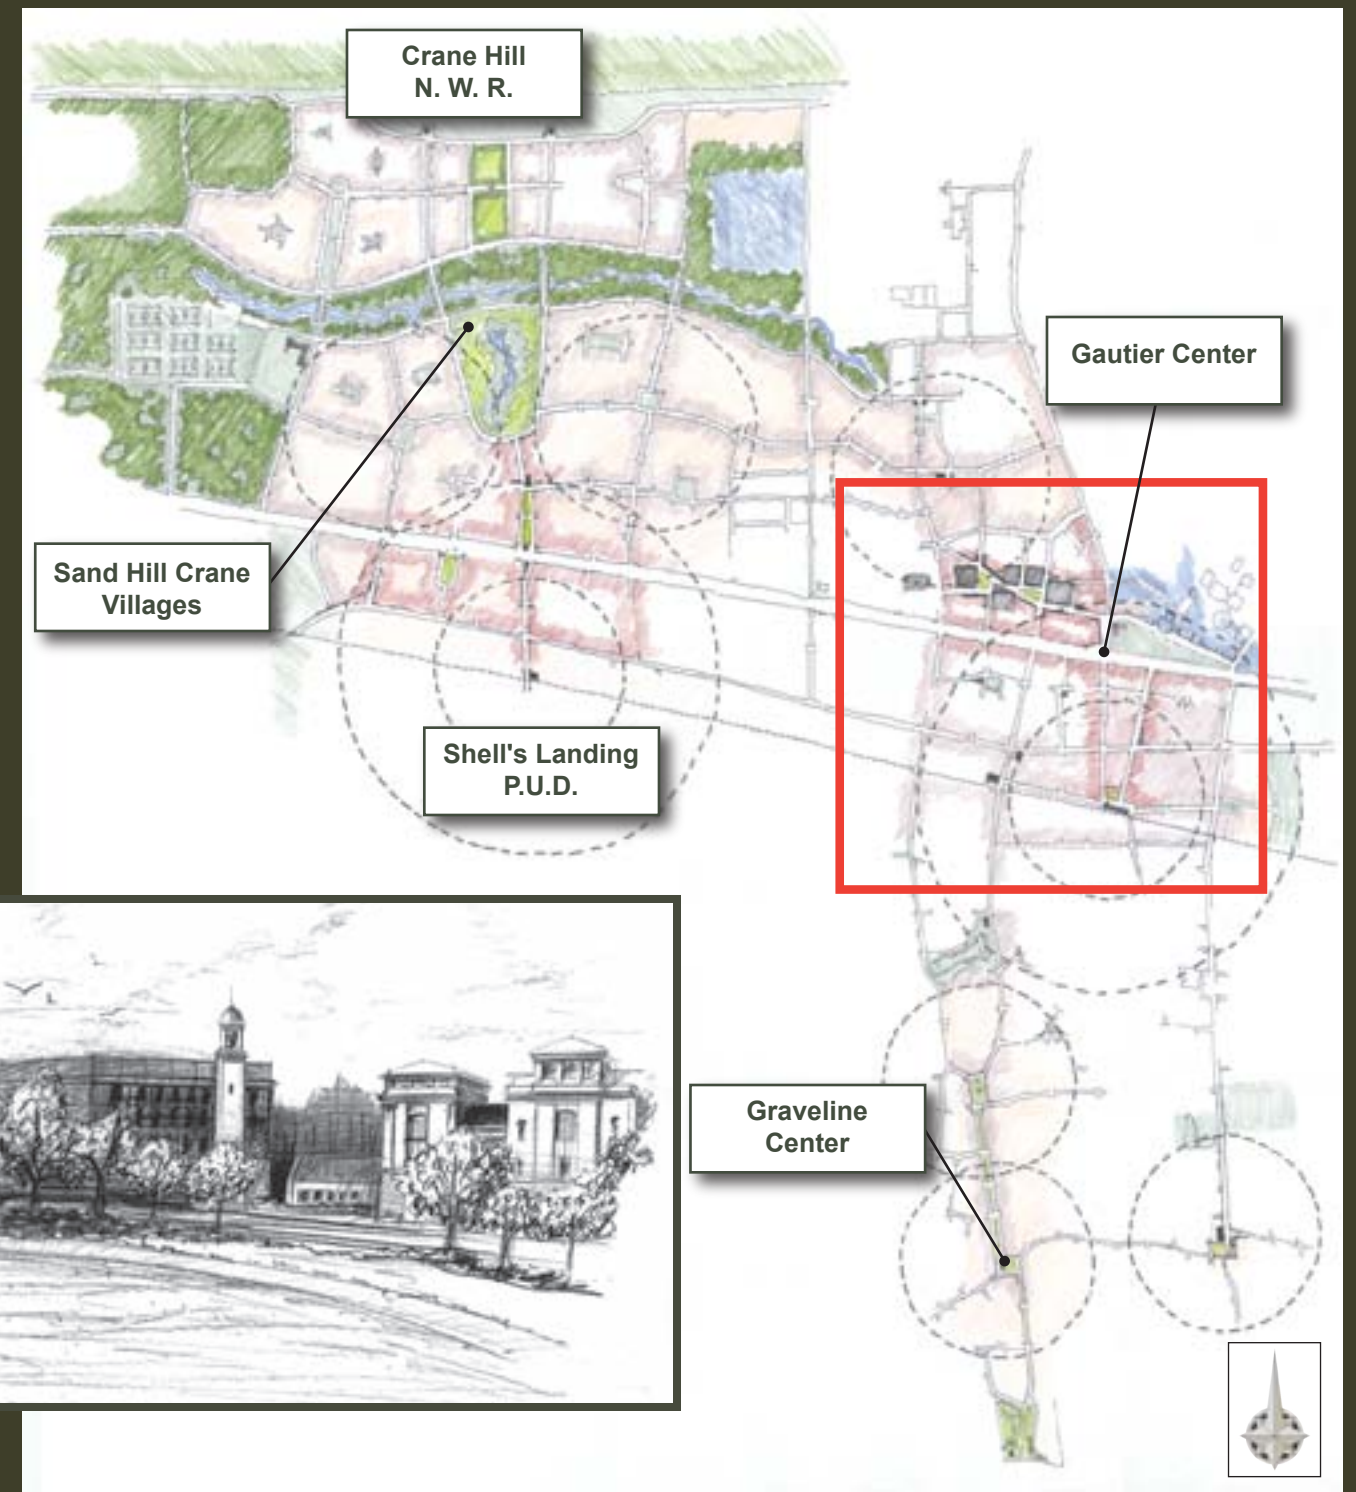 Crane Hill
N. W. R.
Gautier Center
Sand Hill Crane
Villages
Shell's Landing
P.U.D.
Graveline
Center